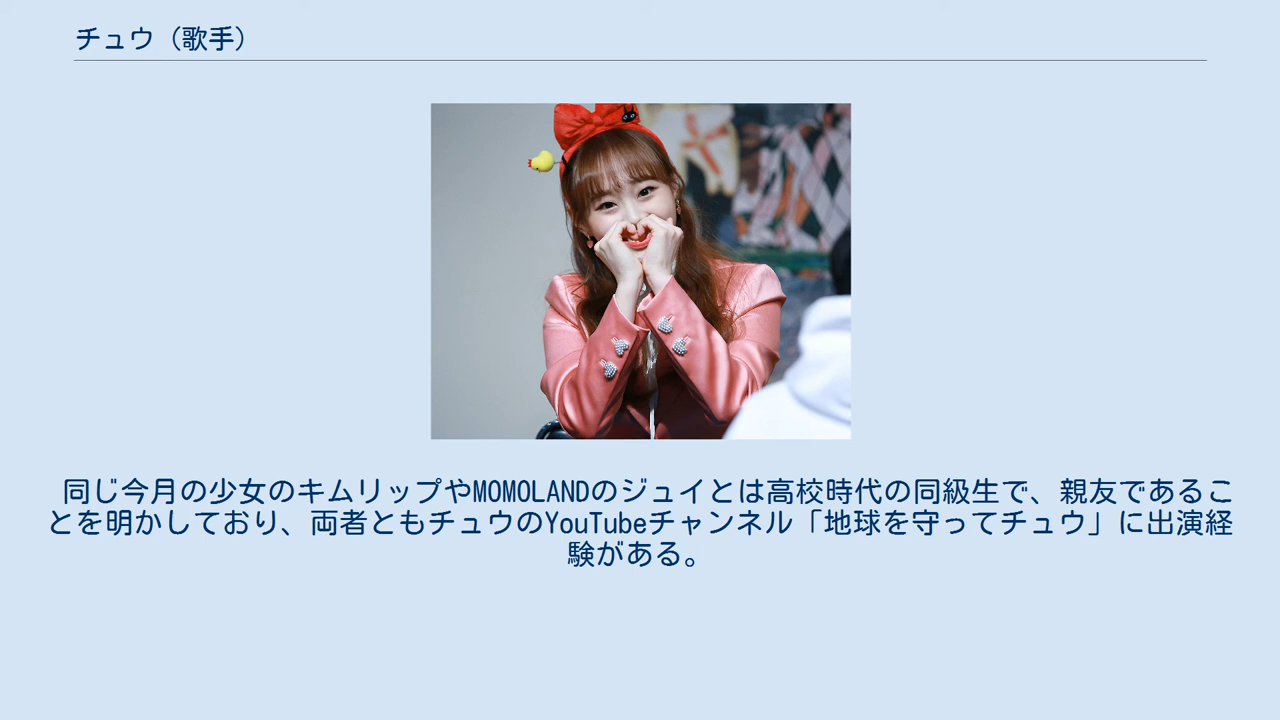 チュウ（歌手）
同じ今月の少女のキムリップやMOMOLANDのジュイとは高校時代の同級生で、親友であるこ
とを明かしており、両者ともチュウのYouTubeチャンネル「地球を守ってチュウ」に出演経
験がある。